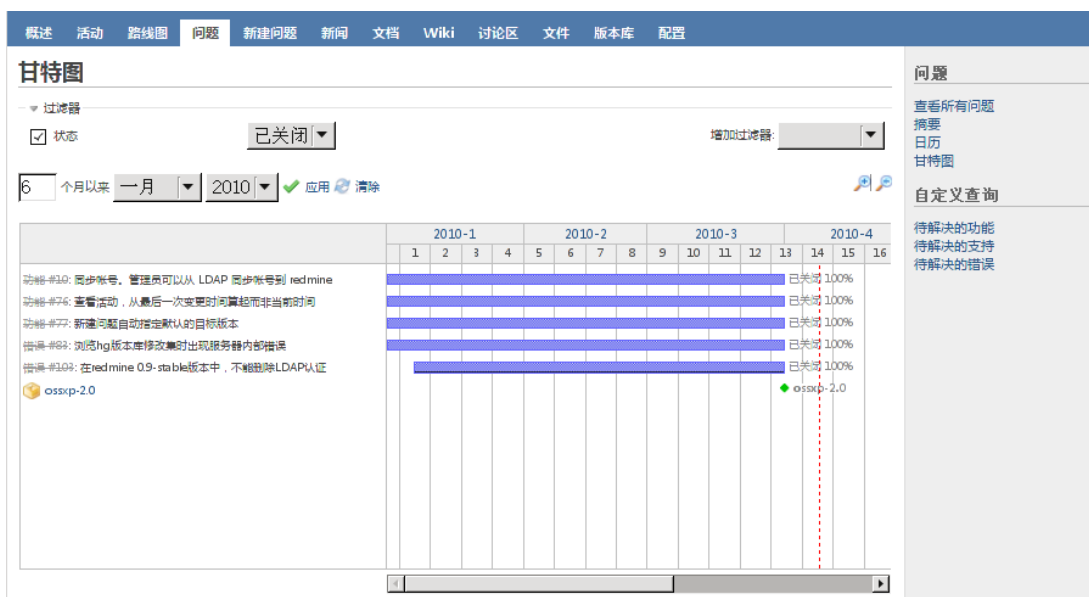 概述 活动 路线图 问题 新建问题 新闻 文档 Wiki 讨论区 文件 版本库 配置
甘特图
过滤器
状态 已关闭 增加过滤器:
6 个月以来 一月 2010 应用 清除
2010-1 2010-2 2010-3 2010-4
1 2 3 4 5 6 7 8 9 10 11 12 13 14 15 16
功能 #10: 同步帐号。管理员可以从 LDAP 同步帐号到 redmine 已关闭 100%
功能 #76: 查看活动，从最后一次变更时间算起而非当前时间 已关闭 100%
功能 #77: 新建问题自动指定默认的目标版本 已关闭 100%
错误 #83: 浏览hg版本库修改集时出现服务器内部错误 已关闭 100%
错误 #103: 在redmine 0.9-stable版本中，不能删除LDAP认证 已关闭 100%
ossxp-2.0 ossxp-2.0
问题
查看所有问题
摘要
日历
甘特图
自定义查询
待解决的功能
待解决的支持
待解决的错误